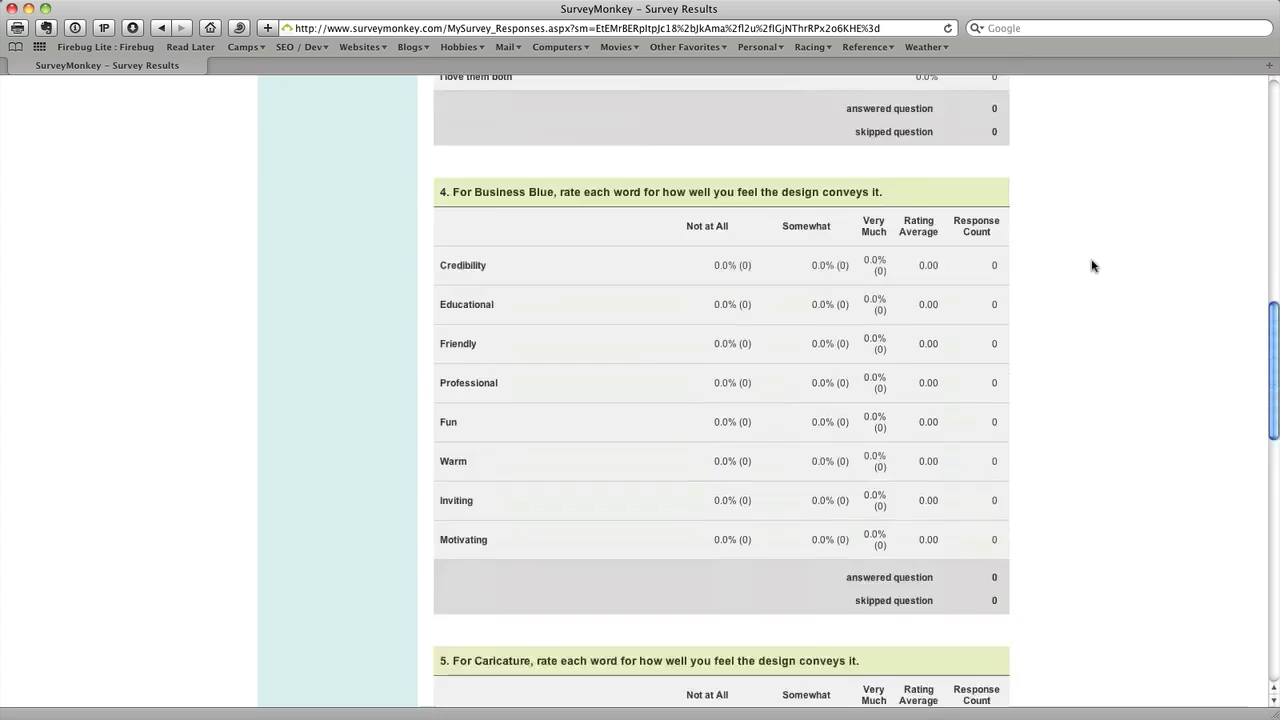 SurveyMonkey – Survey Results
http://www.surveymonkey.com/MySurvey_Responses.aspx?sm=EtEMrBERpItpJc18%2bJkAma%2fl2u%2flGjNThrRPx2o6KHE%3d
Google
Firebug Lite : Firebug Read Later Camps SEO / Dev Websites Blogs Hobbies Mail Computers Movies Other Favorites Personal Racing Reference Weather
SurveyMonkey – Survey Results
I love them both 0.0% 0
answered question 0
skipped question 0
4. For Business Blue, rate each word for how well you feel the design conveys it.
Not at All Somewhat Very Much Rating Average Response Count
Credibility 0.0% (0) 0.0% (0) 0.0% (0) 0.00 0
Educational 0.0% (0) 0.0% (0) 0.0% (0) 0.00 0
Friendly 0.0% (0) 0.0% (0) 0.0% (0) 0.00 0
Professional 0.0% (0) 0.0% (0) 0.0% (0) 0.00 0
Fun 0.0% (0) 0.0% (0) 0.0% (0) 0.00 0
Warm 0.0% (0) 0.0% (0) 0.0% (0) 0.00 0
Inviting 0.0% (0) 0.0% (0) 0.0% (0) 0.00 0
Motivating 0.0% (0) 0.0% (0) 0.0% (0) 0.00 0
answered question 0
skipped question 0
5. For Caricature, rate each word for how well you feel the design conveys it.
Not at All Somewhat Very Much Rating Average Response Count